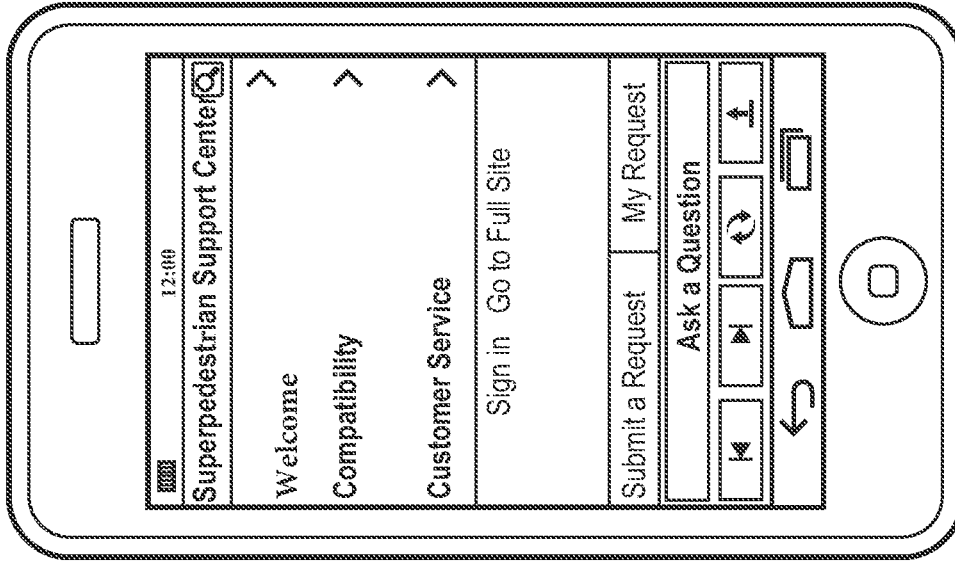 12:00
Superpedestrian Support Center
Welcome
Compatibility
Customer Service
Sign in Go to Full Site
Submit a Request My Request
Ask a Question